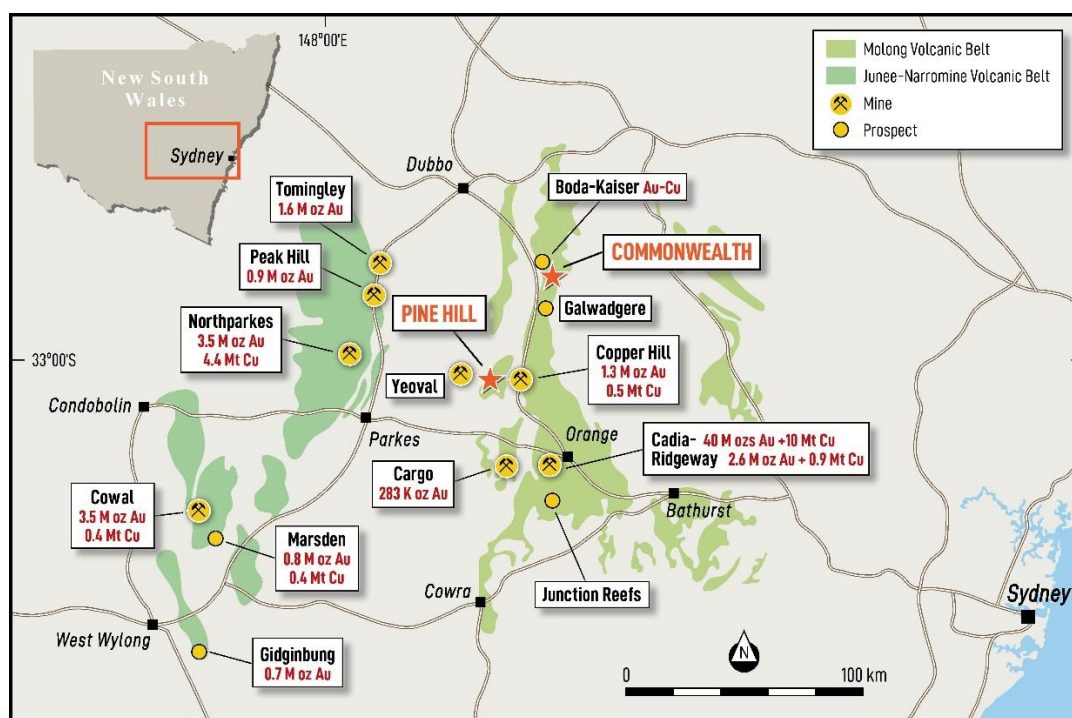 148°00'E
New South
Wales
Sydney
Molong Volcanic Belt
Junee-Narromine Volcanic Belt
Mine
Prospect
Dubbo
Tomingley
1.6 M oz Au
Boda-Kaiser Au-Cu
COMMONWEALTH
Peak Hill
0.9 M oz Au
PINE HILL
Galwadgere
Northparkes
3.5 M oz Au
4.4 Mt Cu
33°00'S
Copper Hill
1.3 M oz Au
0.5 Mt Cu
Yeoval
Condobolin
Parkes
Orange
Cadia- 40 M ozs Au +10 Mt Cu
Ridgeway 2.6 M oz Au + 0.9 Mt Cu
Cargo
283 K oz Au
Cowal
3.5 M oz Au
0.4 Mt Cu
Bathurst
Marsden
0.8 M oz Au
0.4 Mt Cu
Junction Reefs
Cowra
Sydney
West Wylong
Gidginbung
0.7 M oz Au
N
0
100 km